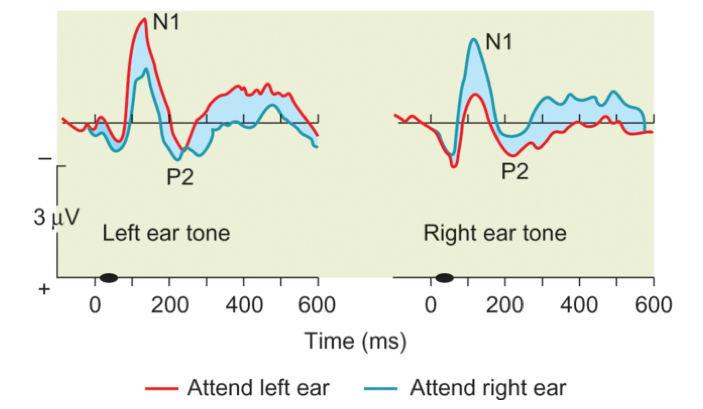 N1
N1
P2
P2
−
3 µV
+
Left ear tone
Right ear tone
0 200 400 600
0 200 400 600
Time (ms)
Attend left ear
Attend right ear